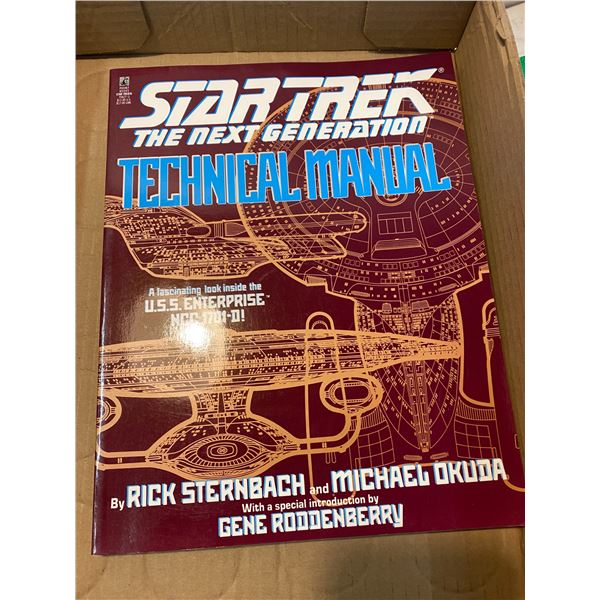 STAR TREK®
THE NEXT GENERATION
TECHNICAL MANUAL
A fascinating look inside the
U.S.S. ENTERPRISE™
NCC-1701-D!
By RICK STERNBACH and MICHAEL OKUDA
With a special introduction by
GENE RODDENBERRY